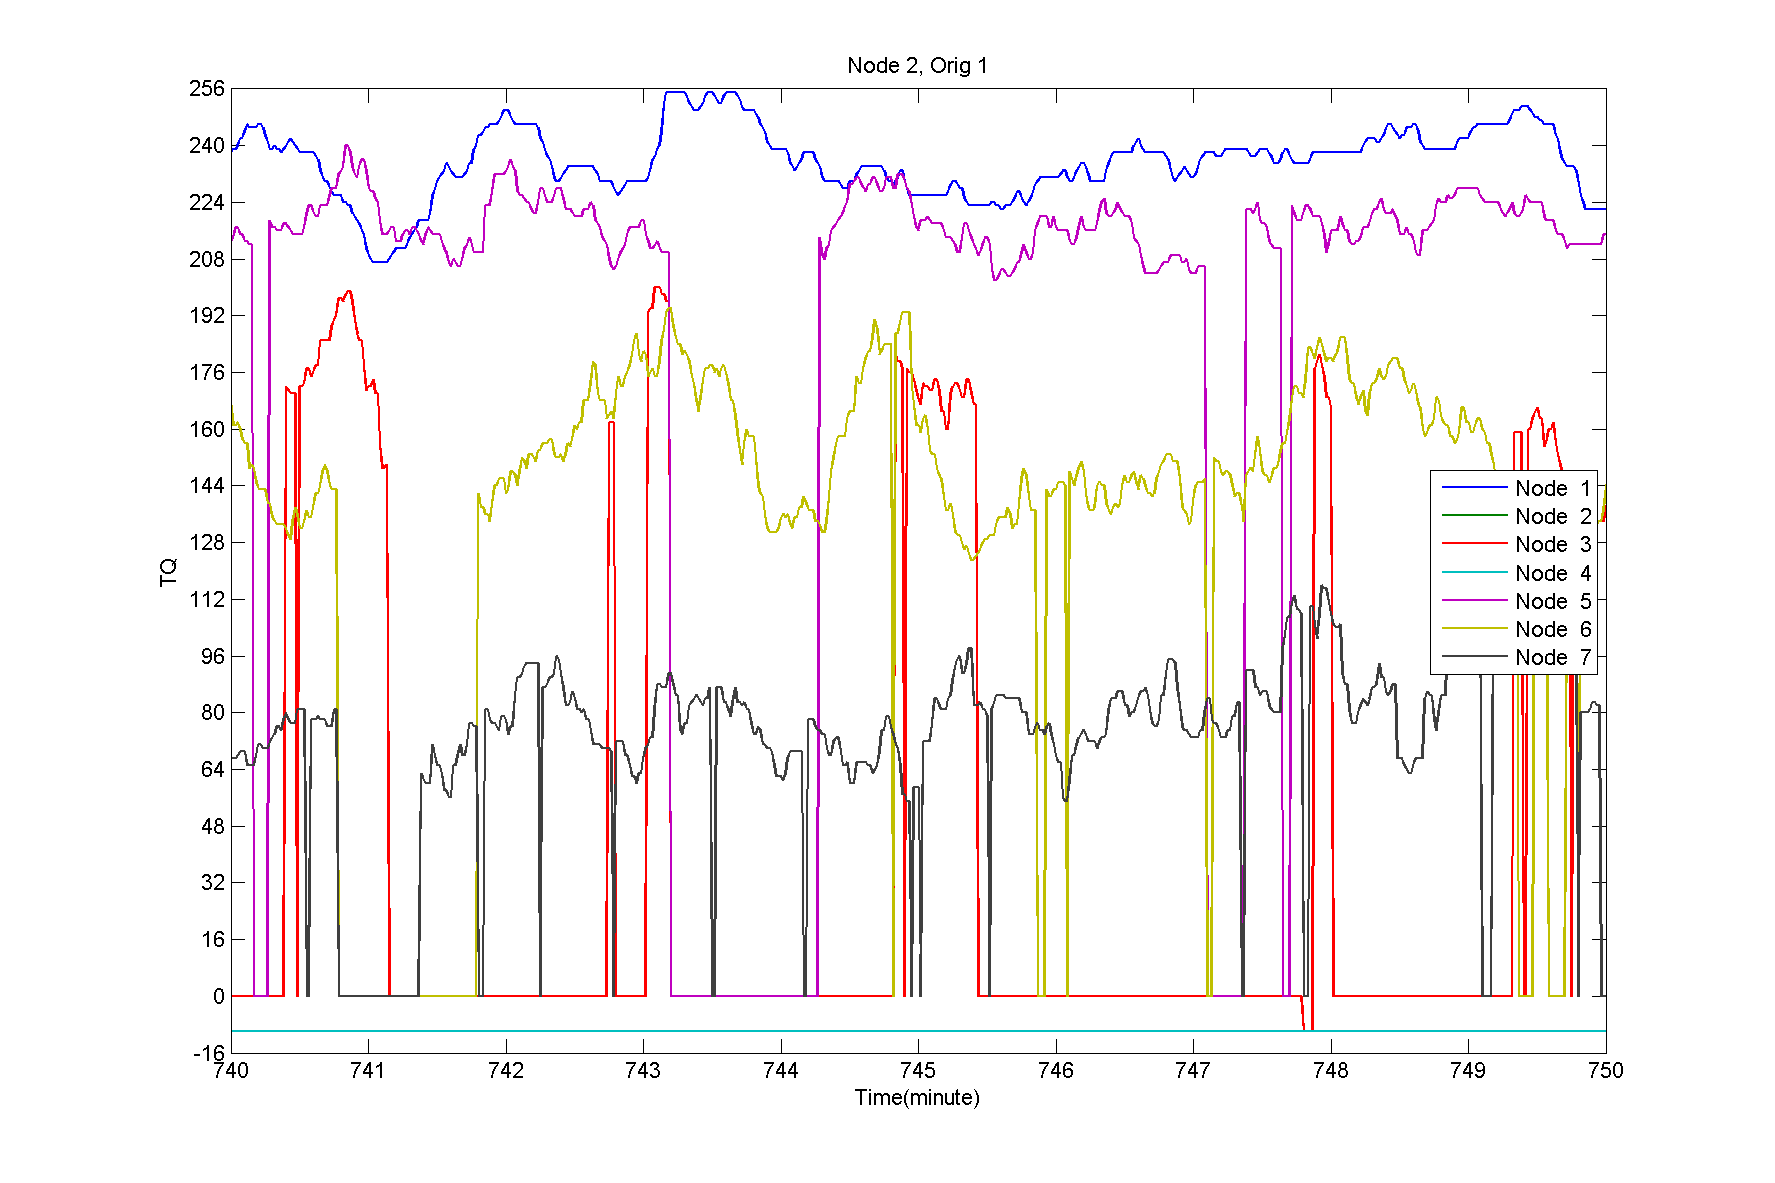 Node 2, Orig 1
256
240
224
208
192
176
160
144
128
112
96
80
64
48
32
16
0
-16
TQ
Node 1
Node 2
Node 3
Node 4
Node 5
Node 6
Node 7
740 741 742 743 744 745 746 747 748 749 750
Time(minute)